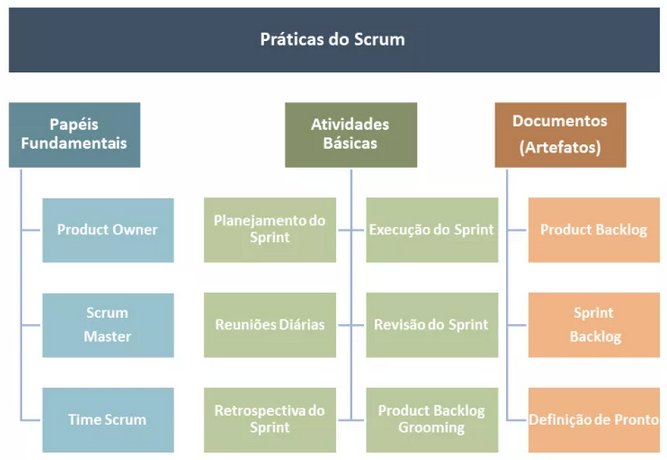 Práticas do Scrum
Papéis
Fundamentais
Atividades
Básicas
Documentos
(Artefatos)
Product Owner
Planejamento do
Sprint
Execução do Sprint
Product Backlog
Scrum
Master
Reuniões Diárias
Revisão do Sprint
Sprint
Backlog
Time Scrum
Retrospectiva do
Sprint
Product Backlog
Grooming
Definição de Pronto